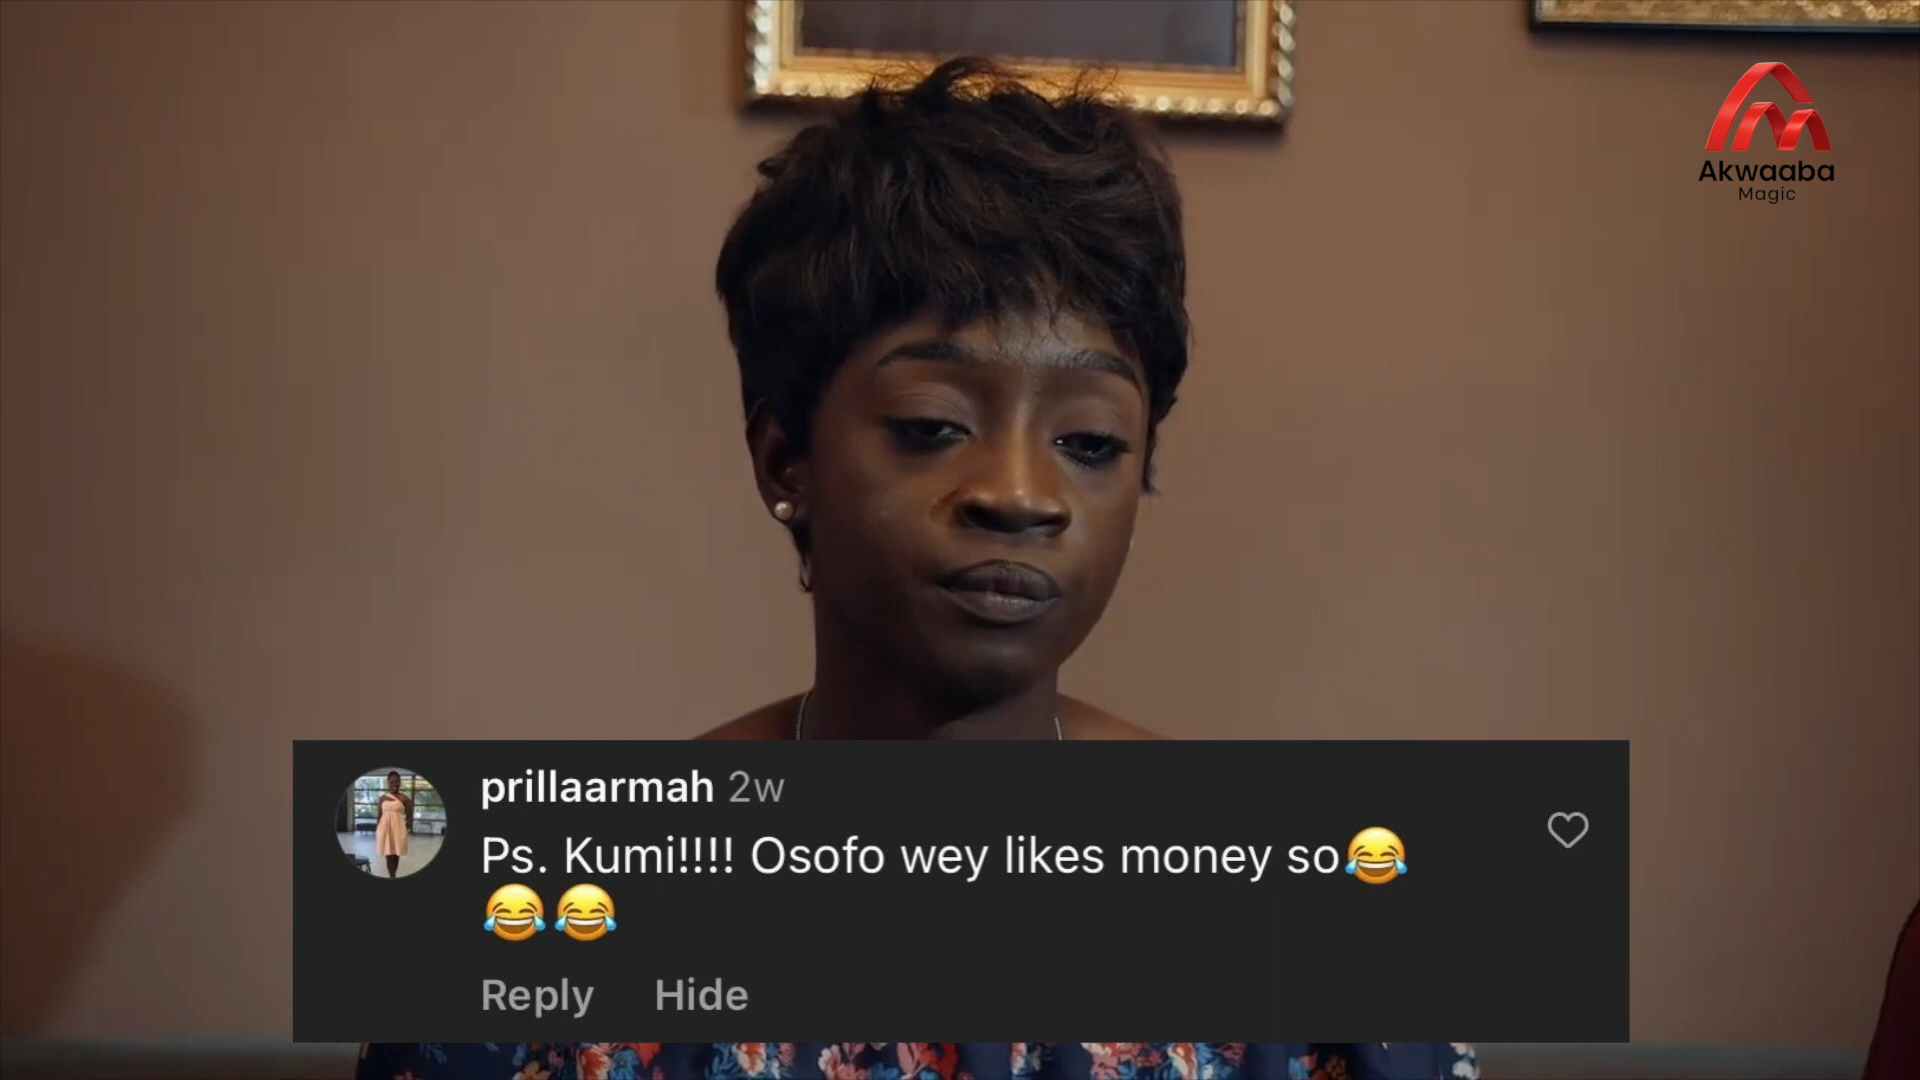 Akwaaba
Magic
prillaarmah 2w
Ps. Kumi!!!! Osofo wey likes money so😂
😂😂
Reply Hide